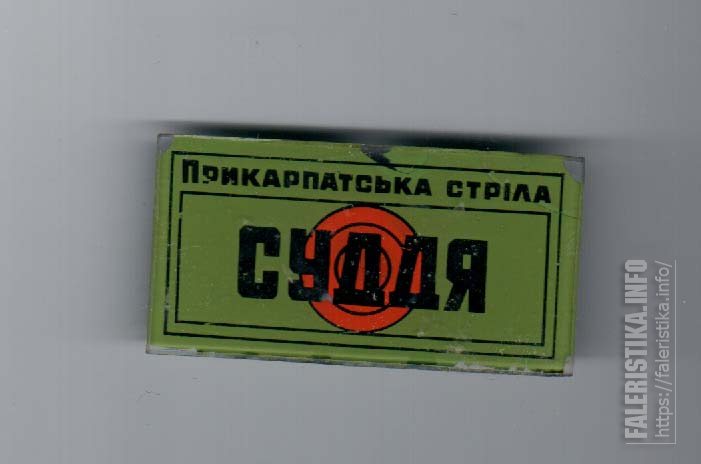 Прикарпатська стріла
СУДДЯ
FALERISTIKA.INFO
https://faleristika.info/